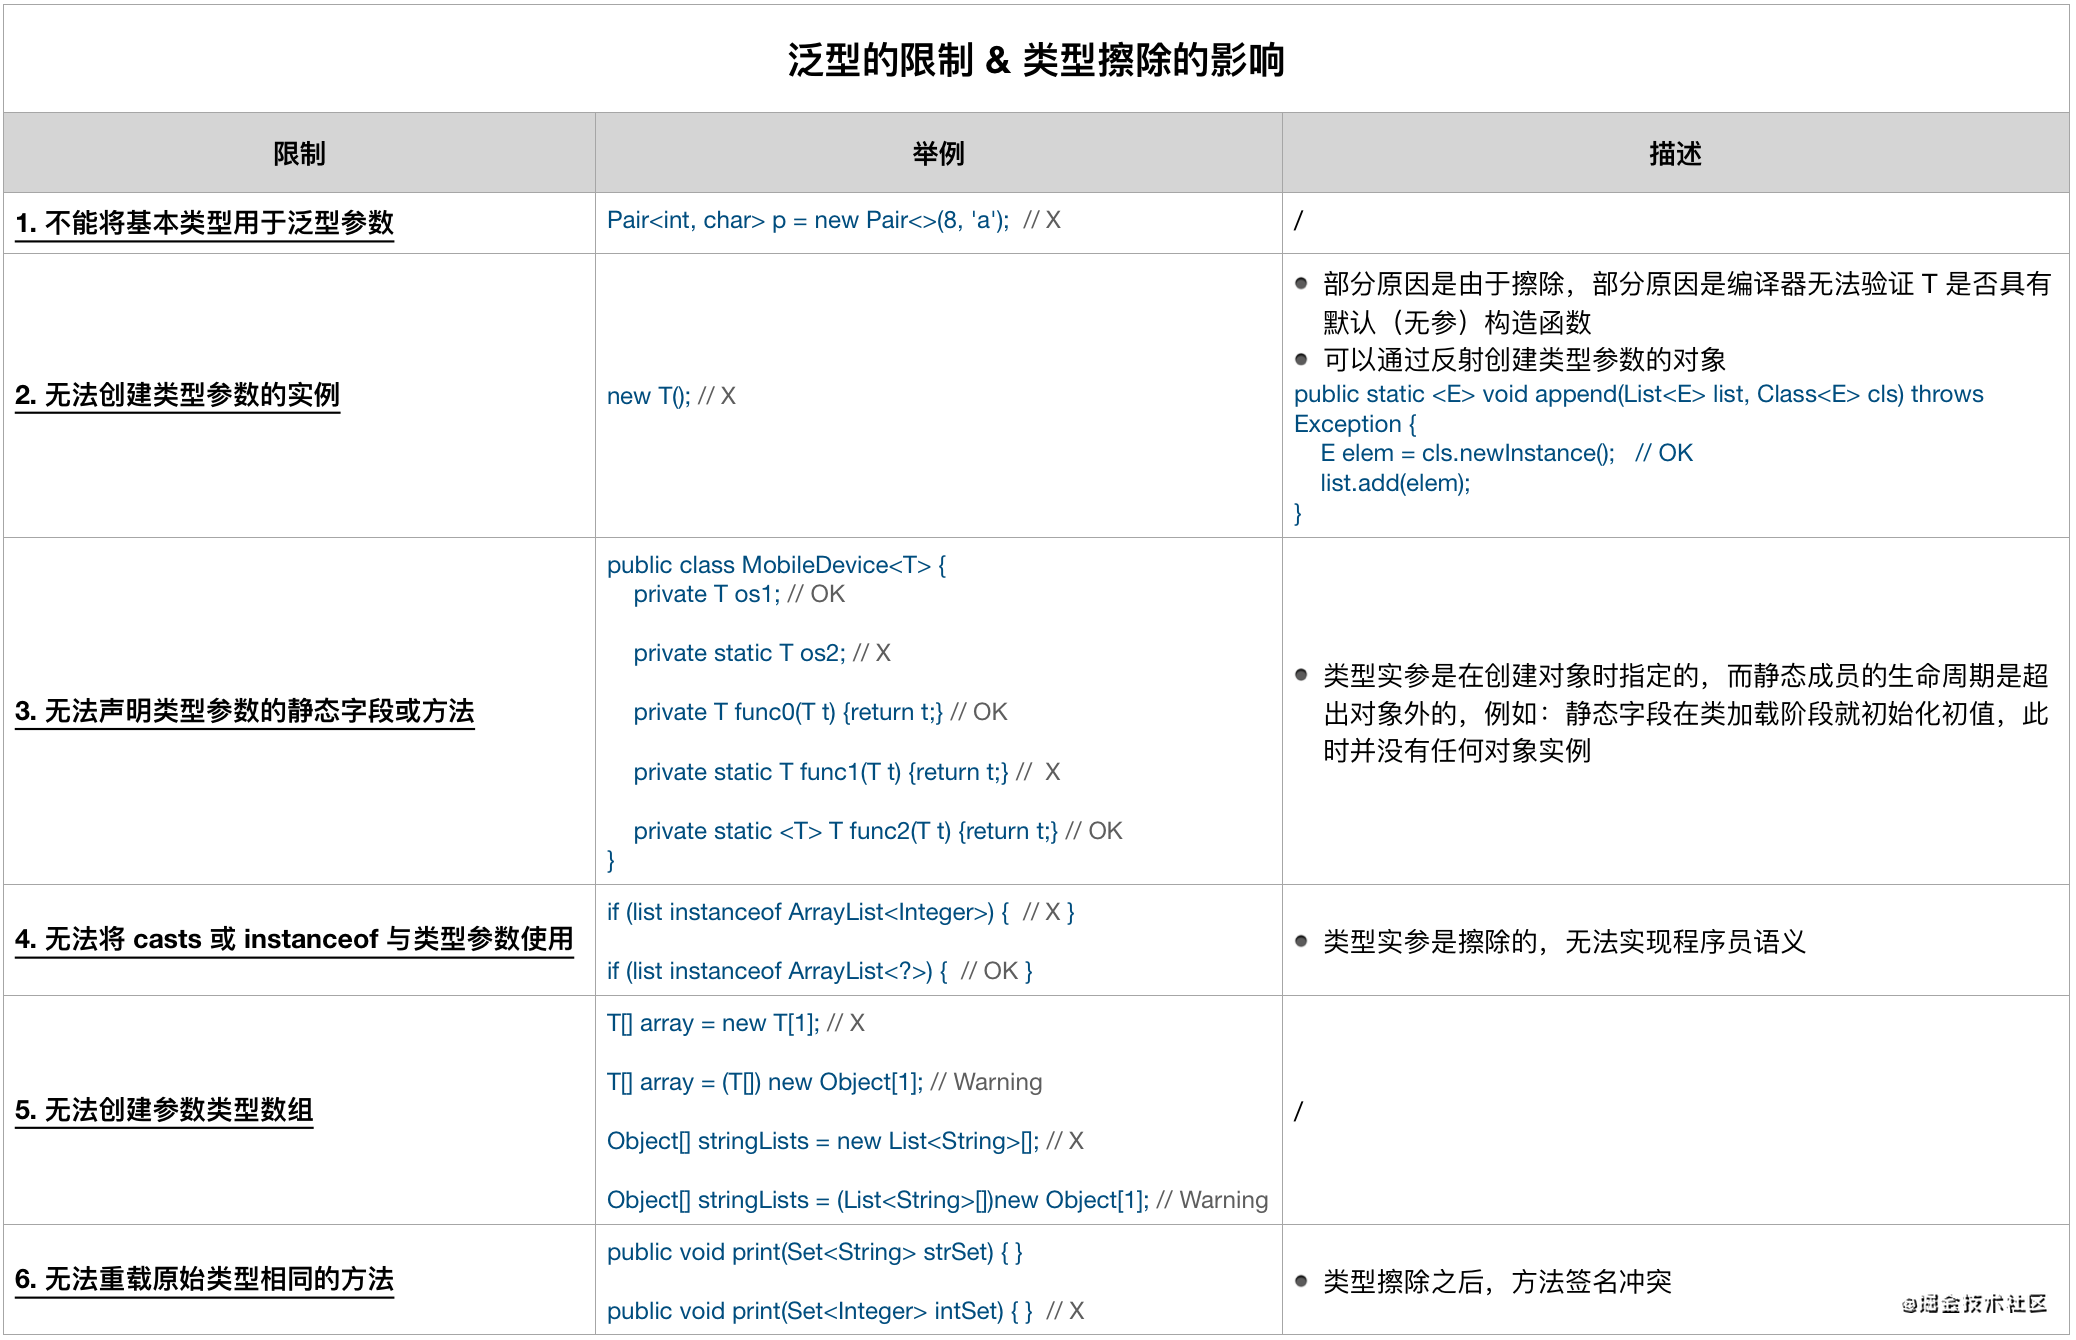 泛型的限制 & 类型擦除的影响
限制
举例
描述
1. 不能将基本类型用于泛型参数
Pair<int, char> p = new Pair<>(8, 'a');  // X
/
2. 无法创建类型参数的实例
new T(); // X
部分原因是由于擦除，部分原因是编译器无法验证 T 是否具有
默认（无参）构造函数
可以通过反射创建类型参数的对象
public static <E> void append(List<E> list, Class<E> cls) throws
Exception {
E elem = cls.newInstance();   // OK
list.add(elem);
}
3. 无法声明类型参数的静态字段或方法
public class MobileDevice<T> {
private T os1; // OK
private static T os2; // X
private T func0(T t) {return t;} // OK
private static T func1(T t) {return t;} //  X
private static <T> T func2(T t) {return t;} // OK
}
类型实参是在创建对象时指定的，而静态成员的生命周期是超
出对象外的，例如：静态字段在类加载阶段就初始化初值，此
时并没有任何对象实例
4. 无法将 casts 或 instanceof 与类型参数使用
if (list instanceof ArrayList<Integer>) {  // X }
if (list instanceof ArrayList<?>) {  // OK }
类型实参是擦除的，无法实现程序员语义
5. 无法创建参数类型数组
T[] array = new T[1]; // X
T[] array = (T[]) new Object[1]; // Warning
Object[] stringLists = new List<String>[]; // X
Object[] stringLists = (List<String>[])new Object[1]; // Warning
/
6. 无法重载原始类型相同的方法
public void print(Set<String> strSet) { }
public void print(Set<Integer> intSet) { }  // X
类型擦除之后，方法签名冲突
@掘金技术社区